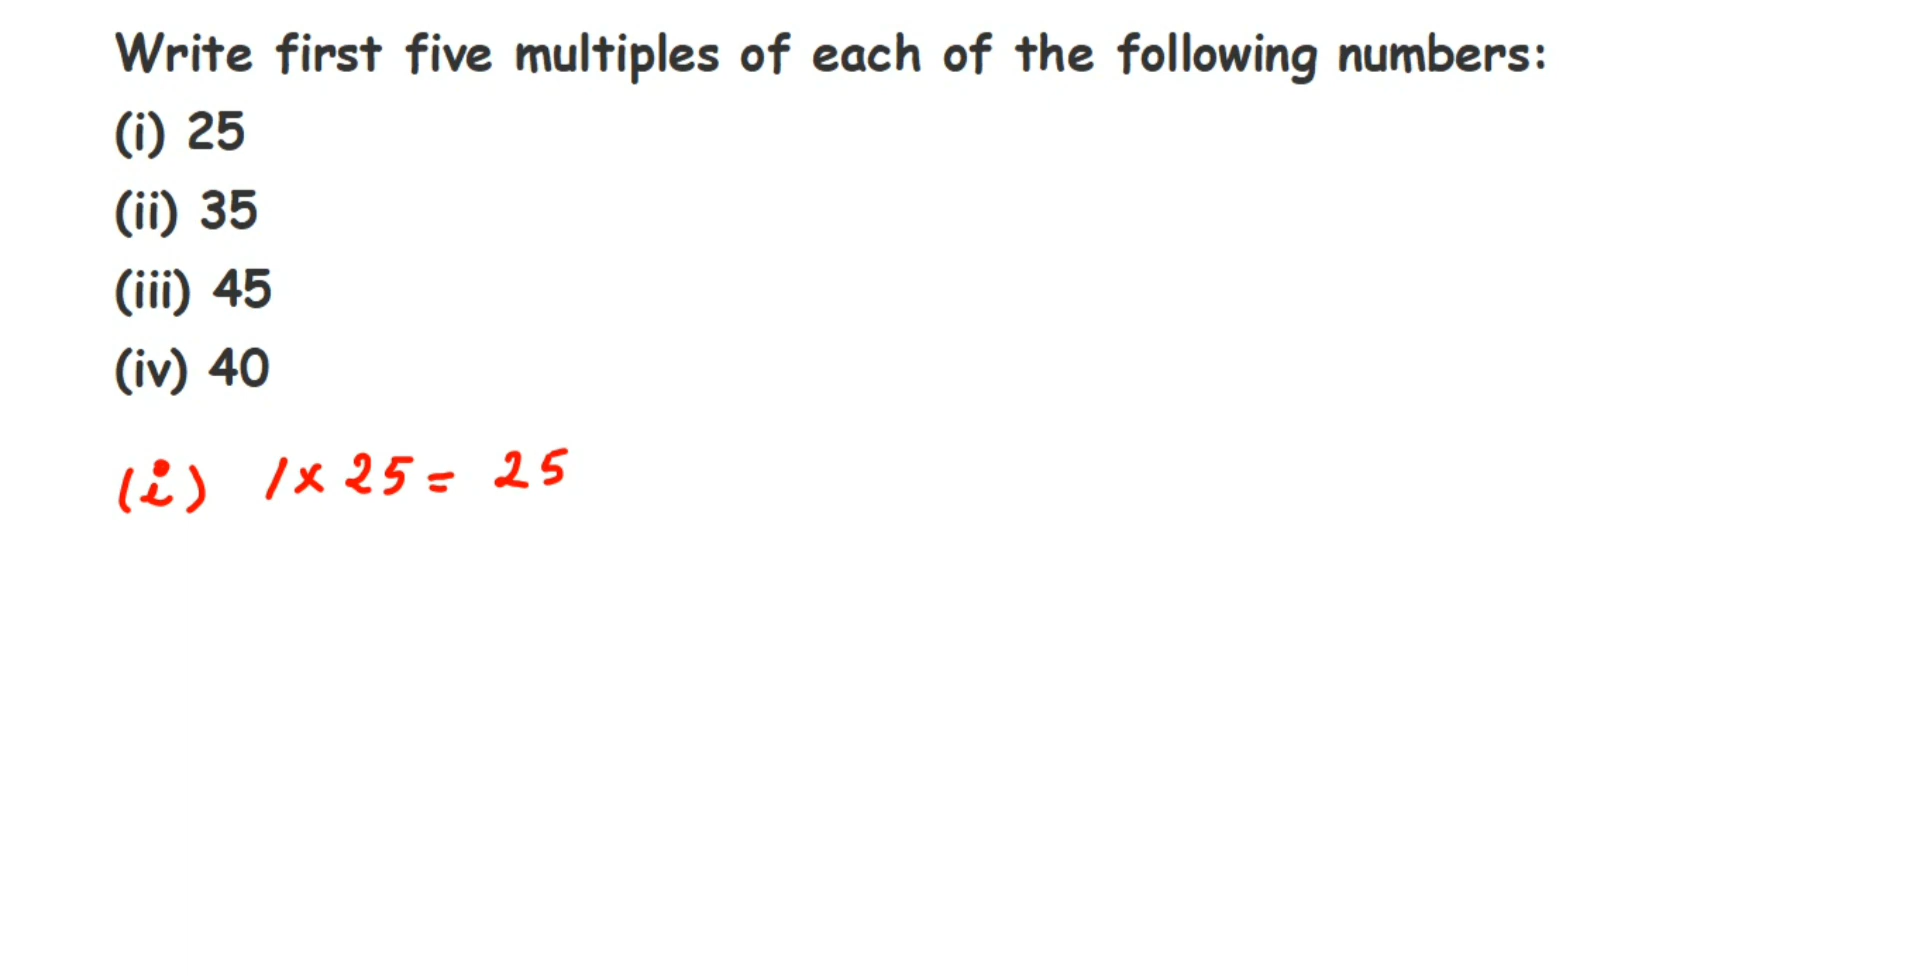 Write first five multiples of each of the following numbers:
(i) 25
(ii) 35
(iii) 45
(iv) 40
(i) 1 × 25 = 25